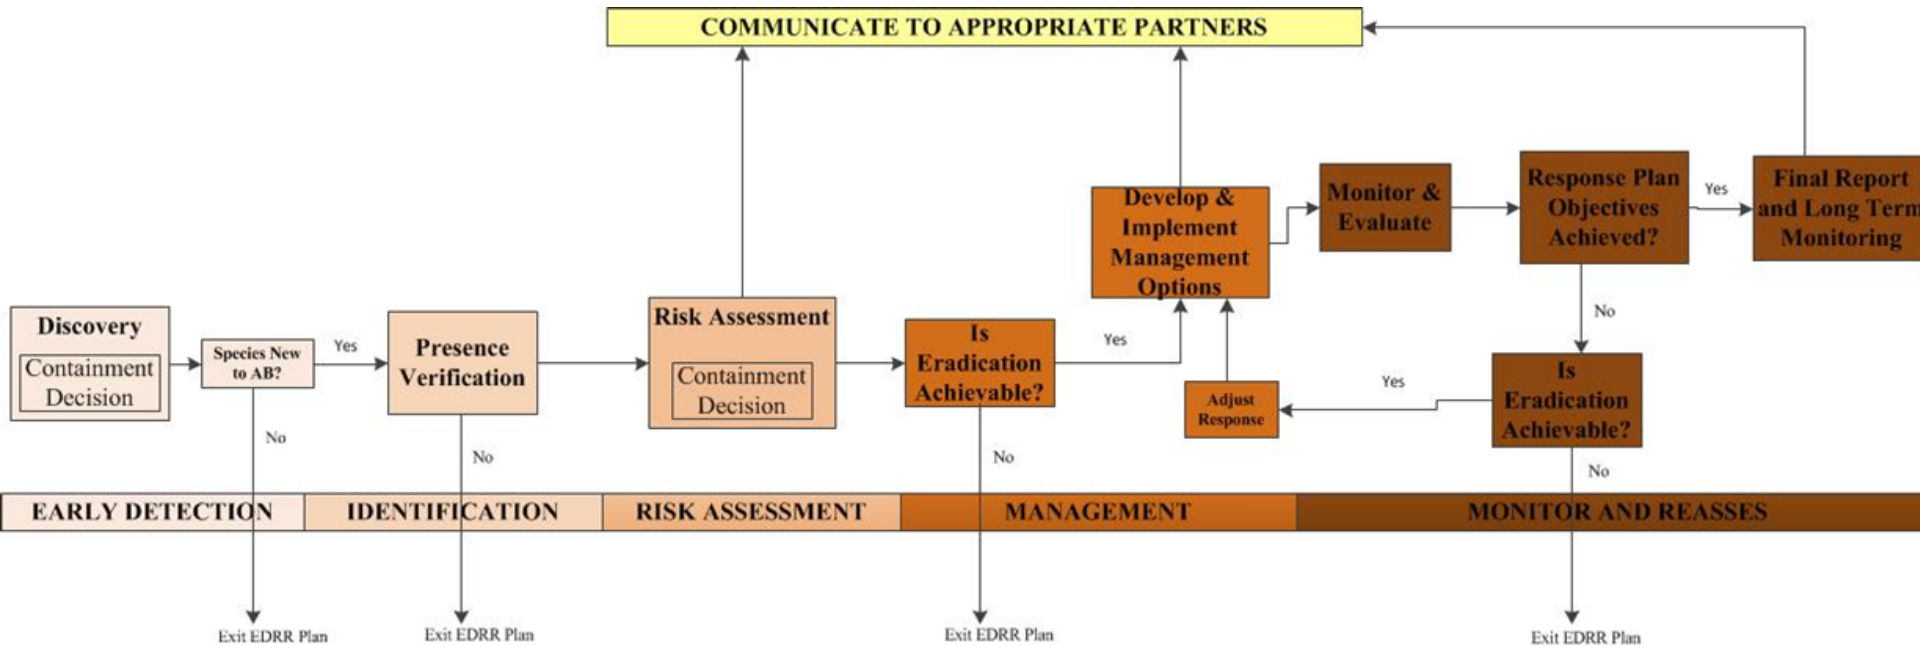 COMMUNICATE TO APPROPRIATE PARTNERS
Discovery
Containment
Decision
Species New
to AB?
Yes
No
Presence
Verification
No
Risk Assessment
Containment
Decision
Is
Eradication
Achievable?
Yes
No
Develop &
Implement
Management
Options
Adjust
Response
Monitor &
Evaluate
Response Plan
Objectives
Achieved?
Yes
No
Final Report
and Long Term
Monitoring
Is
Eradication
Achievable?
Yes
No
EARLY DETECTION
IDENTIFICATION
RISK ASSESSMENT
MANAGEMENT
MONITOR AND REASSES
Exit EDRR Plan
Exit EDRR Plan
Exit EDRR Plan
Exit EDRR Plan